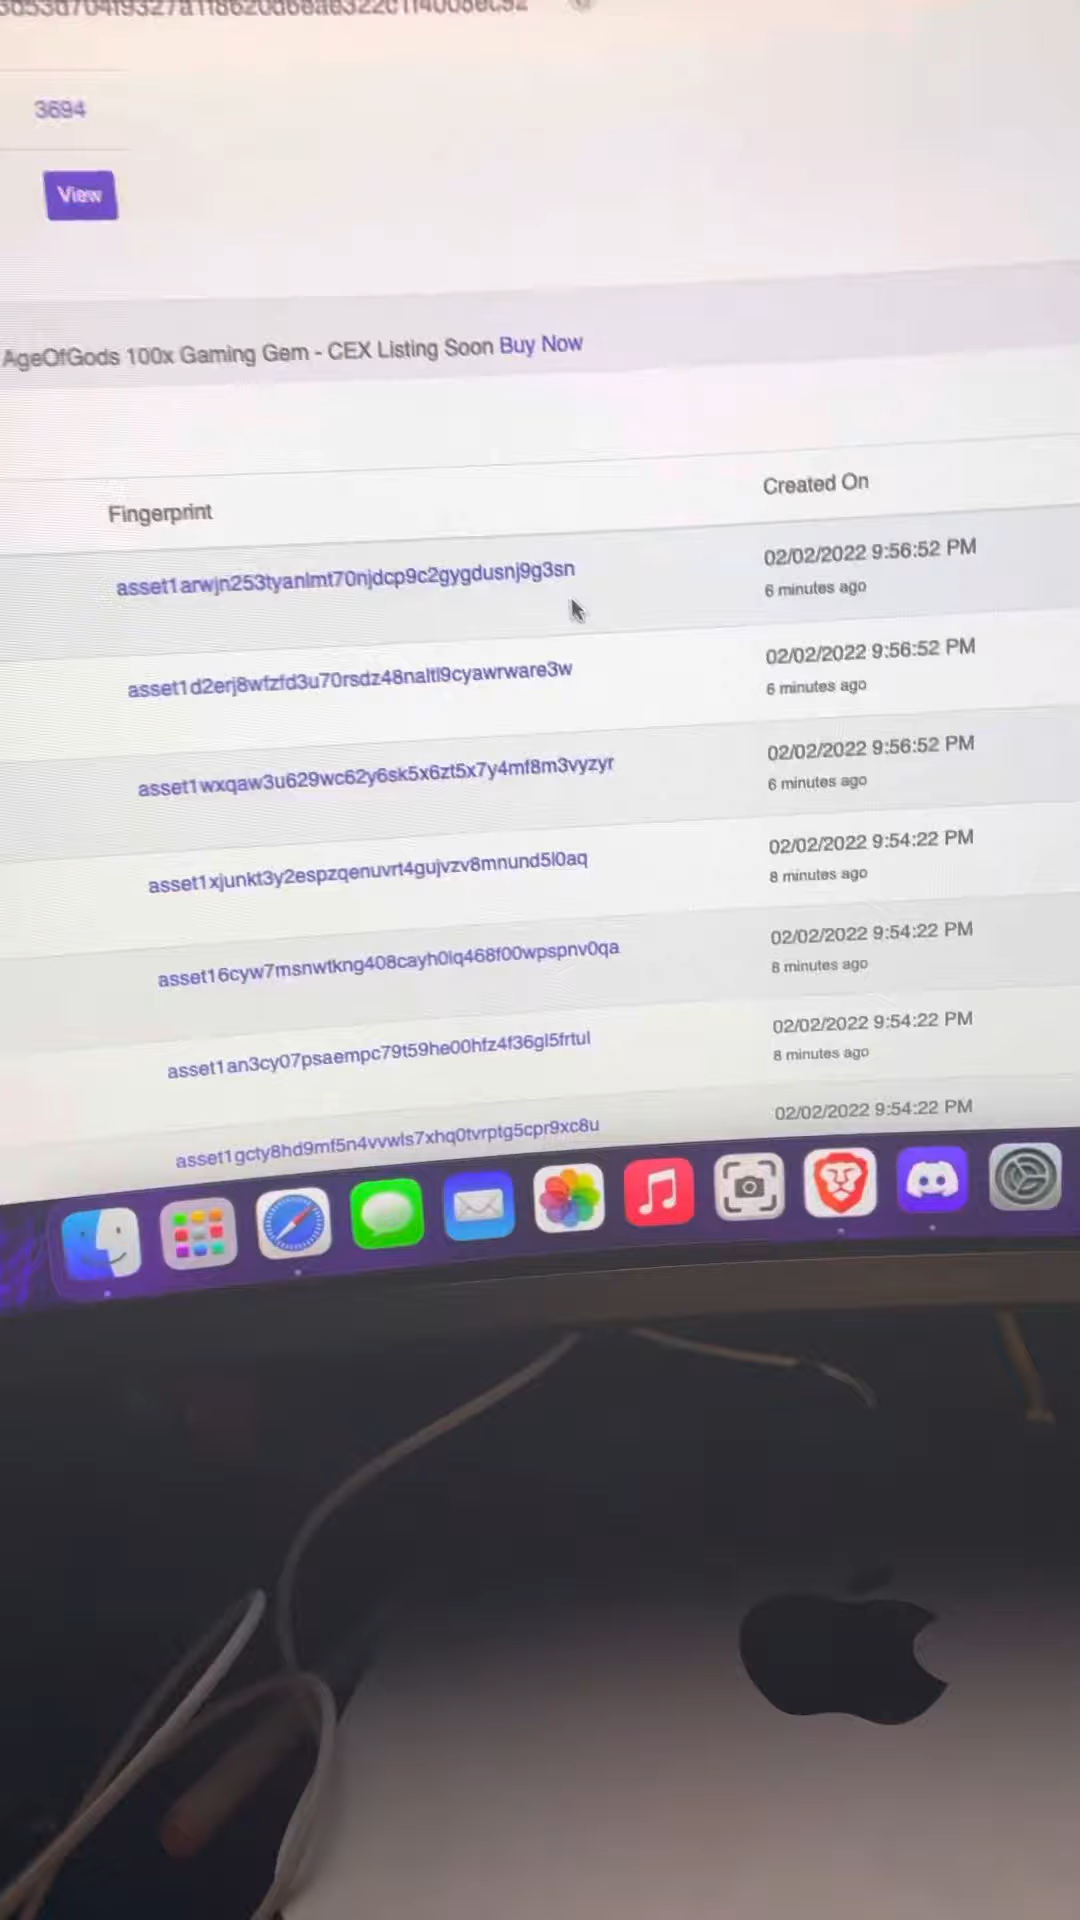 3694
View
AgeOfGods 100x Gaming Gem - CEX Listing Soon Buy Now
Fingerprint Created On
asset1arwjn253tyanlmt70njdcp9c2gygdusnj9g3sn 02/02/2022 9:56:52 PM
6 minutes ago
asset1d2erj8wfzfd3u70rsdz48naltl9cyawrware3w 02/02/2022 9:56:52 PM
6 minutes ago
asset1wxqaw3u629wc62y6sk5x6zt5x7y4mf8m3vyzyr 02/02/2022 9:56:52 PM
6 minutes ago
asset1xjunkt3y2espzqenuvrt4gujvzv8mnund5l0aq 02/02/2022 9:54:22 PM
8 minutes ago
asset16cyw7msnwtkng408cayh0lq468f00wpspnv0qa 02/02/2022 9:54:22 PM
8 minutes ago
asset1an3cy07psaempc79t59he00hfz4f36gl5frtul 02/02/2022 9:54:22 PM
8 minutes ago
asset1gcty8hd9mf5n4vvwls7xhq0tvrptg5cpr9xc8u 02/02/2022 9:54:22 PM